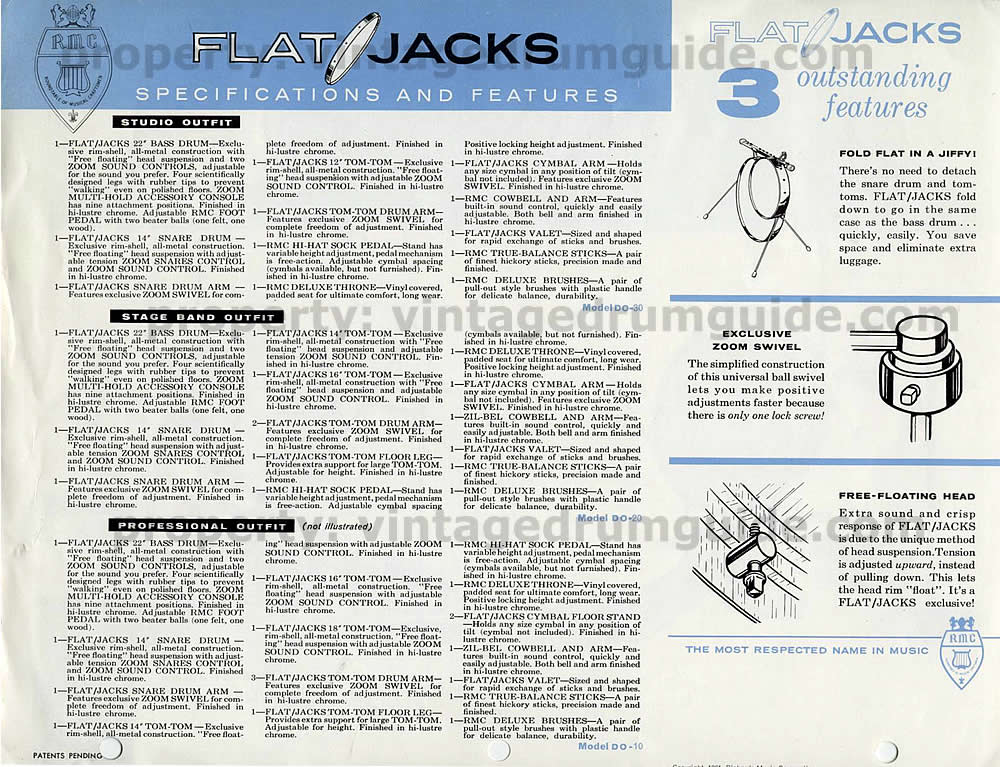 RMC
ROUNDTABLE OF MUSICAL CRAFTSMEN
FLAT/JACKS
SPECIFICATIONS AND FEATURES
property: vintagedrumguide.com
STUDIO OUTFIT
1—FLAT/JACKS 22″ BASS DRUM—Exclu-
sive rim-shell, all-metal construction with
"Free floating" head suspension and two
ZOOM SOUND CONTROLS, adjustable
for the sound you prefer. Four scientifically
designed legs with rubber tips to prevent
"walking" even on polished floors. ZOOM
MULTI-HOLD ACCESSORY CONSOLE
has nine attachment positions. Finished in
hi-lustre chrome. Adjustable RMC FOOT
PEDAL with two beater balls (one felt, one
wood).
1—FLAT/JACKS 14″ SNARE DRUM —
Exclusive rim-shell, all-metal construction.
"Free floating" head suspension with adjust-
able tension ZOOM SNARES CONTROL
and ZOOM SOUND CONTROL. Finished
in hi-lustre chrome.
1—FLAT/JACKS SNARE DRUM ARM —
Features exclusive ZOOM SWIVEL for com-
plete freedom of adjustment. Finished in
hi-lustre chrome.
1—FLAT/JACKS 12″ TOM-TOM — Exclusive
rim-shell, all-metal construction. "Free float-
ing" head suspension with adjustable ZOOM
SOUND CONTROL. Finished in hi-lustre
chrome.
1—FLAT/JACKS TOM-TOM DRUM ARM—
Features exclusive ZOOM SWIVEL for
complete freedom of adjustment. Finished
in hi-lustre chrome.
1—RMC HI-HAT SOCK PEDAL—Stand has
variable height adjustment, pedal mechanism
is free-action. Adjustable cymbal spacing
(cymbals available, but not furnished). Fin-
ished in hi-lustre chrome.
1—RMC DELUXE THRONE—Vinyl covered,
padded seat for ultimate comfort, long wear.
Positive locking height adjustment. Finished
in hi-lustre chrome.
1—FLAT/JACKS CYMBAL ARM — Holds
any size cymbal in any position of tilt (cym-
bal not included). Features exclusive ZOOM
SWIVEL. Finished in hi-lustre chrome.
1—RMC COWBELL AND ARM—Features
built-in sound control, quickly and easily
adjustable. Both bell and arm finished in
hi-lustre chrome.
1—FLAT/JACKS VALET—Sized and shaped
for rapid exchange of sticks and brushes.
1—RMC TRUE-BALANCE STICKS—A pair
of finest hickory sticks, precision made and
finished.
1—RMC DELUXE BRUSHES—A pair of
pull-out style brushes with plastic handle
for delicate balance, durability.
Model DO-30
property: vintagedrumguide.com
STAGE BAND OUTFIT
1—FLAT/JACKS 22″ BASS DRUM—Exclu-
sive rim-shell, all-metal construction with
"Free floating" head suspension and two
ZOOM SOUND CONTROLS, adjustable
for the sound you prefer. Four scientifically
designed legs with rubber tips to prevent
"walking" even on polished floors. ZOOM
MULTI-HOLD ACCESSORY CONSOLE
has nine attachment positions. Finished in
hi-lustre chrome. Adjustable RMC FOOT
PEDAL with two beater balls (one felt, one
wood).
1—FLAT/JACKS 14″ SNARE DRUM —
Exclusive rim-shell, all-metal construction.
"Free floating" head suspension with adjust-
able tension ZOOM SNARES CONTROL
and ZOOM SOUND CONTROL. Finished
in hi-lustre chrome.
1—FLAT/JACKS SNARE DRUM ARM —
Features exclusive ZOOM SWIVEL for com-
plete freedom of adjustment. Finished in
hi-lustre chrome.
1—FLAT/JACKS 14″ TOM-TOM—Exclusive
rim-shell, all-metal construction with "Free
floating" head suspension and adjustable
tension ZOOM SOUND CONTROL. Fin-
ished in hi-lustre chrome.
1—FLAT/JACKS 16″ TOM-TOM — Exclusive
rim-shell, all-metal construction. "Free
floating" head suspension and adjustable
ZOOM SOUND CONTROL. Finished in
hi-lustre chrome.
2—FLAT/JACKS TOM-TOM DRUM ARM—
Features exclusive ZOOM SWIVEL for
complete freedom of adjustment. Finished
in hi-lustre chrome.
1—FLAT/JACKS TOM-TOM FLOOR LEG—
Provides extra support for large TOM-TOM.
Adjustable for height. Finished in hi-lustre
chrome.
1—RMC HI-HAT SOCK PEDAL—Stand has
variable height adjustment, pedal mechanism
is free-action. Adjustable cymbal spacing
(cymbals available, but not furnished). Fin-
ished in hi-lustre chrome.
1—RMC DELUXE THRONE—Vinyl covered,
padded seat for ultimate comfort, long wear.
Positive locking height adjustment. Finished
in hi-lustre chrome.
1—FLAT/JACKS CYMBAL ARM — Holds
any size cymbal in any position of tilt (cym-
bal not included). Features exclusive ZOOM
SWIVEL. Finished in hi-lustre chrome.
1—ZIL-BEL COWBELL AND ARM—Fea-
tures built-in sound control, quickly and
easily adjustable. Both bell and arm finished
in hi-lustre chrome.
1—FLAT/JACKS VALET—Sized and shaped
for rapid exchange of sticks and brushes.
1—RMC TRUE-BALANCE STICKS—A pair
of finest hickory sticks, precision made and
finished.
1—RMC DELUXE BRUSHES—A pair of
pull-out style brushes with plastic handle
for delicate balance, durability.
Model DO-20
property: vintagedrumguide.com
PROFESSIONAL OUTFIT (not illustrated)
1—FLAT/JACKS 22″ BASS DRUM—Exclu-
sive rim-shell, all-metal construction with
"Free floating" head suspension and two
ZOOM SOUND CONTROLS, adjustable
for the sound you prefer. Four scientifically
designed legs with rubber tips to prevent
"walking" even on polished floors. ZOOM
MULTI-HOLD ACCESSORY CONSOLE
has nine attachment positions. Finished in
hi-lustre chrome. Adjustable RMC FOOT
PEDAL with two beater balls (one felt, one
wood).
1—FLAT/JACKS 14″ SNARE DRUM —
Exclusive rim-shell, all-metal construction.
"Free floating" head suspension with adjust-
able tension ZOOM SNARES CONTROL
and ZOOM SOUND CONTROL. Finished
in hi-lustre chrome.
1—FLAT/JACKS SNARE DRUM ARM —
Features exclusive ZOOM SWIVEL for com-
plete freedom of adjustment. Finished in
hi-lustre chrome.
1—FLAT/JACKS 14″ TOM-TOM — Exclusive
rim-shell, all-metal construction. "Free float-
ing" head suspension with adjustable ZOOM
SOUND CONTROL. Finished in hi-lustre
chrome.
1—FLAT/JACKS 16″ TOM-TOM — Exclusive
rim-shell, all-metal construction. "Free
floating" head suspension with adjustable
ZOOM SOUND CONTROL. Finished in
hi-lustre chrome.
1—FLAT/JACKS 18″ TOM-TOM — Exclusive,
rim-shell, all-metal construction. "Free float-
ing" head suspension with adjustable ZOOM
SOUND CONTROL. Finished in hi-lustre
chrome.
3—FLAT/JACKS TOM-TOM DRUM ARM—
Features exclusive ZOOM SWIVEL for
complete freedom of adjustment. Finished
in hi-lustre chrome.
1—FLAT/JACKS TOM-TOM FLOOR LEG—
Provides extra support for large TOM-TOM.
Adjustable for height. Finished in hi-lustre
chrome.
1—RMC HI-HAT SOCK PEDAL—Stand has
variable height adjustment, pedal mechanism
is free-action. Adjustable cymbal spacing
(cymbals available, but not furnished). Fin-
ished in hi-lustre chrome.
1—RMC DELUXE THRONE—Vinyl covered,
padded seat for ultimate comfort, long wear.
Positive locking height adjustment. Finished
in hi-lustre chrome.
2—FLAT/JACKS CYMBAL FLOOR STAND
—Holds any size cymbal in any position of
tilt (cymbal not included). Finished in hi-
lustre chrome.
1—ZIL-BEL COWBELL AND ARM—Fea-
tures built-in sound control, quickly and
easily adjustable. Both bell and arm finished
in hi-lustre chrome.
1—FLAT/JACKS VALET—Sized and shaped
for rapid exchange of sticks and brushes.
1—RMC TRUE-BALANCE STICKS—A pair
of finest hickory sticks, precision made and
finished.
1—RMC DELUXE BRUSHES—A pair of
pull-out style brushes with plastic handle
for delicate balance, durability.
Model DO-10
PATENTS PENDING
FLAT/JACKS
3 outstanding
features
FOLD FLAT IN A JIFFY!
There's no need to detach
the snare drum and tom-
toms. FLAT/JACKS fold
down to go in the same
case as the bass drum . . .
quickly, easily. You save
space and eliminate extra
luggage.
EXCLUSIVE
ZOOM SWIVEL
The simplified construction
of this universal ball swivel
lets you make positive
adjustments faster because
there is only one lock screw!
FREE-FLOATING HEAD
Extra sound and crisp
response of FLAT/JACKS
is due to the unique method
of head suspension. Tension
is adjusted upward, instead
of pulling down. This lets
the head rim "float". It's a
FLAT/JACKS exclusive!
THE MOST RESPECTED NAME IN MUSIC
RMC